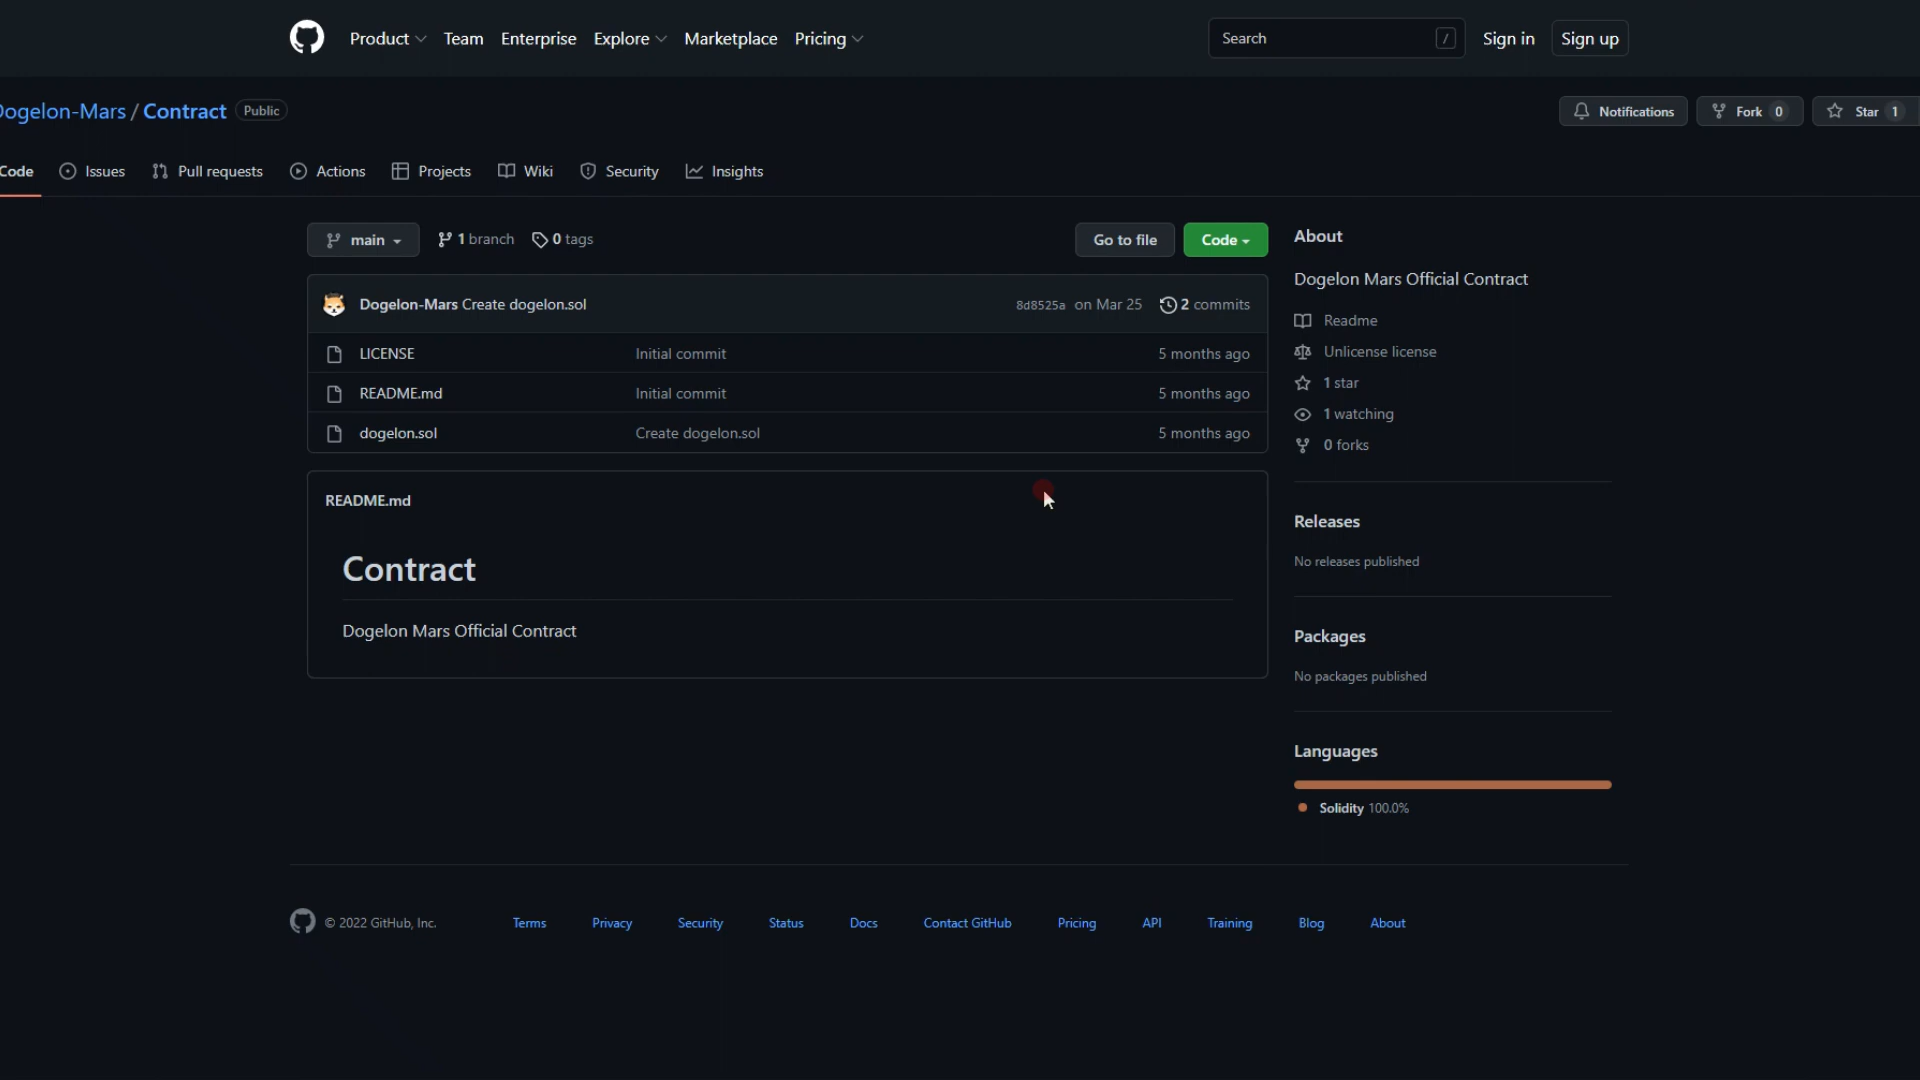 Product Team Enterprise Explore Marketplace Pricing Search / Sign in Sign up
Dogelon-Mars / Contract Public Notifications Fork 0 Star 1
Code Issues Pull requests Actions Projects Wiki Security Insights
main 1 branch 0 tags Go to file Code
Dogelon-Mars Create dogelon.sol 8d8525a on Mar 25 2 commits
LICENSE Initial commit 5 months ago
README.md Initial commit 5 months ago
dogelon.sol Create dogelon.sol 5 months ago
README.md
Contract
Dogelon Mars Official Contract
About
Dogelon Mars Official Contract
Readme
Unlicense license
1 star
1 watching
0 forks
Releases
No releases published
Packages
No packages published
Languages
Solidity 100.0%
© 2022 GitHub, Inc. Terms Privacy Security Status Docs Contact GitHub Pricing API Training Blog About